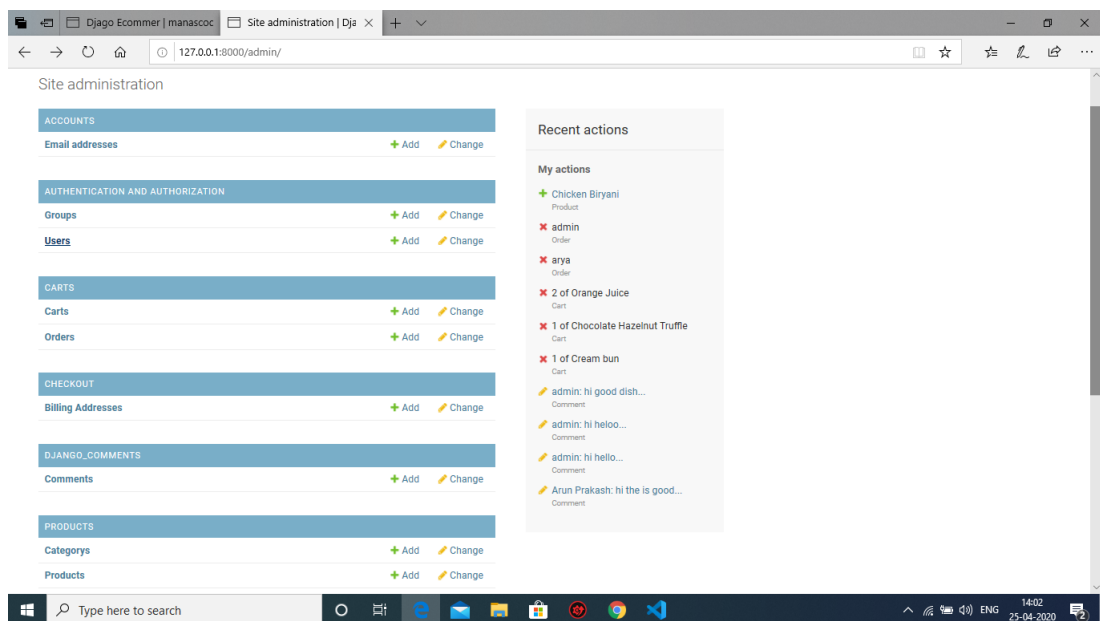 Djago Ecommer | manascoc
Site administration | Dja
127.0.0.1:8000/admin/
Site administration
ACCOUNTS
Email addresses Add Change
AUTHENTICATION AND AUTHORIZATION
Groups Add Change
Users Add Change
CARTS
Carts Add Change
Orders Add Change
CHECKOUT
Billing Addresses Add Change
DJANGO_COMMENTS
Comments Add Change
PRODUCTS
Categorys Add Change
Products Add Change
Recent actions
My actions
Chicken Biryani
Product
admin
Order
arya
Order
2 of Orange Juice
Cart
1 of Chocolate Hazelnut Truffle
Cart
1 of Cream bun
Cart
admin: hi good dish...
Comment
admin: hi heloo...
Comment
admin: hi hello...
Comment
Arun Prakash: hi the is good...
Comment
Type here to search
ENG
14:02
25-04-2020
2